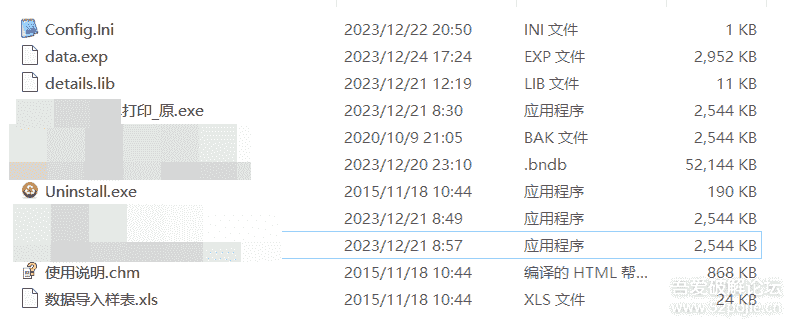 Config.Ini 2023/12/22 20:50 INI 文件 1 KB
data.exp 2023/12/24 17:24 EXP 文件 2,952 KB
details.lib 2023/12/21 12:19 LIB 文件 11 KB
打印_原.exe 2023/12/21 8:30 应用程序 2,544 KB
2020/10/9 21:05 BAK 文件 2,544 KB
2023/12/20 23:10 .bndb 52,144 KB
Uninstall.exe 2015/11/18 10:44 应用程序 190 KB
2023/12/21 8:49 应用程序 2,544 KB
2023/12/21 8:57 应用程序 2,544 KB
使用说明.chm 2015/11/18 10:44 编译的 HTML 帮... 868 KB
数据导入样表.xls 2015/11/18 10:44 XLS 文件 24 KB
吾爱破解论坛
www.52pojie.cn